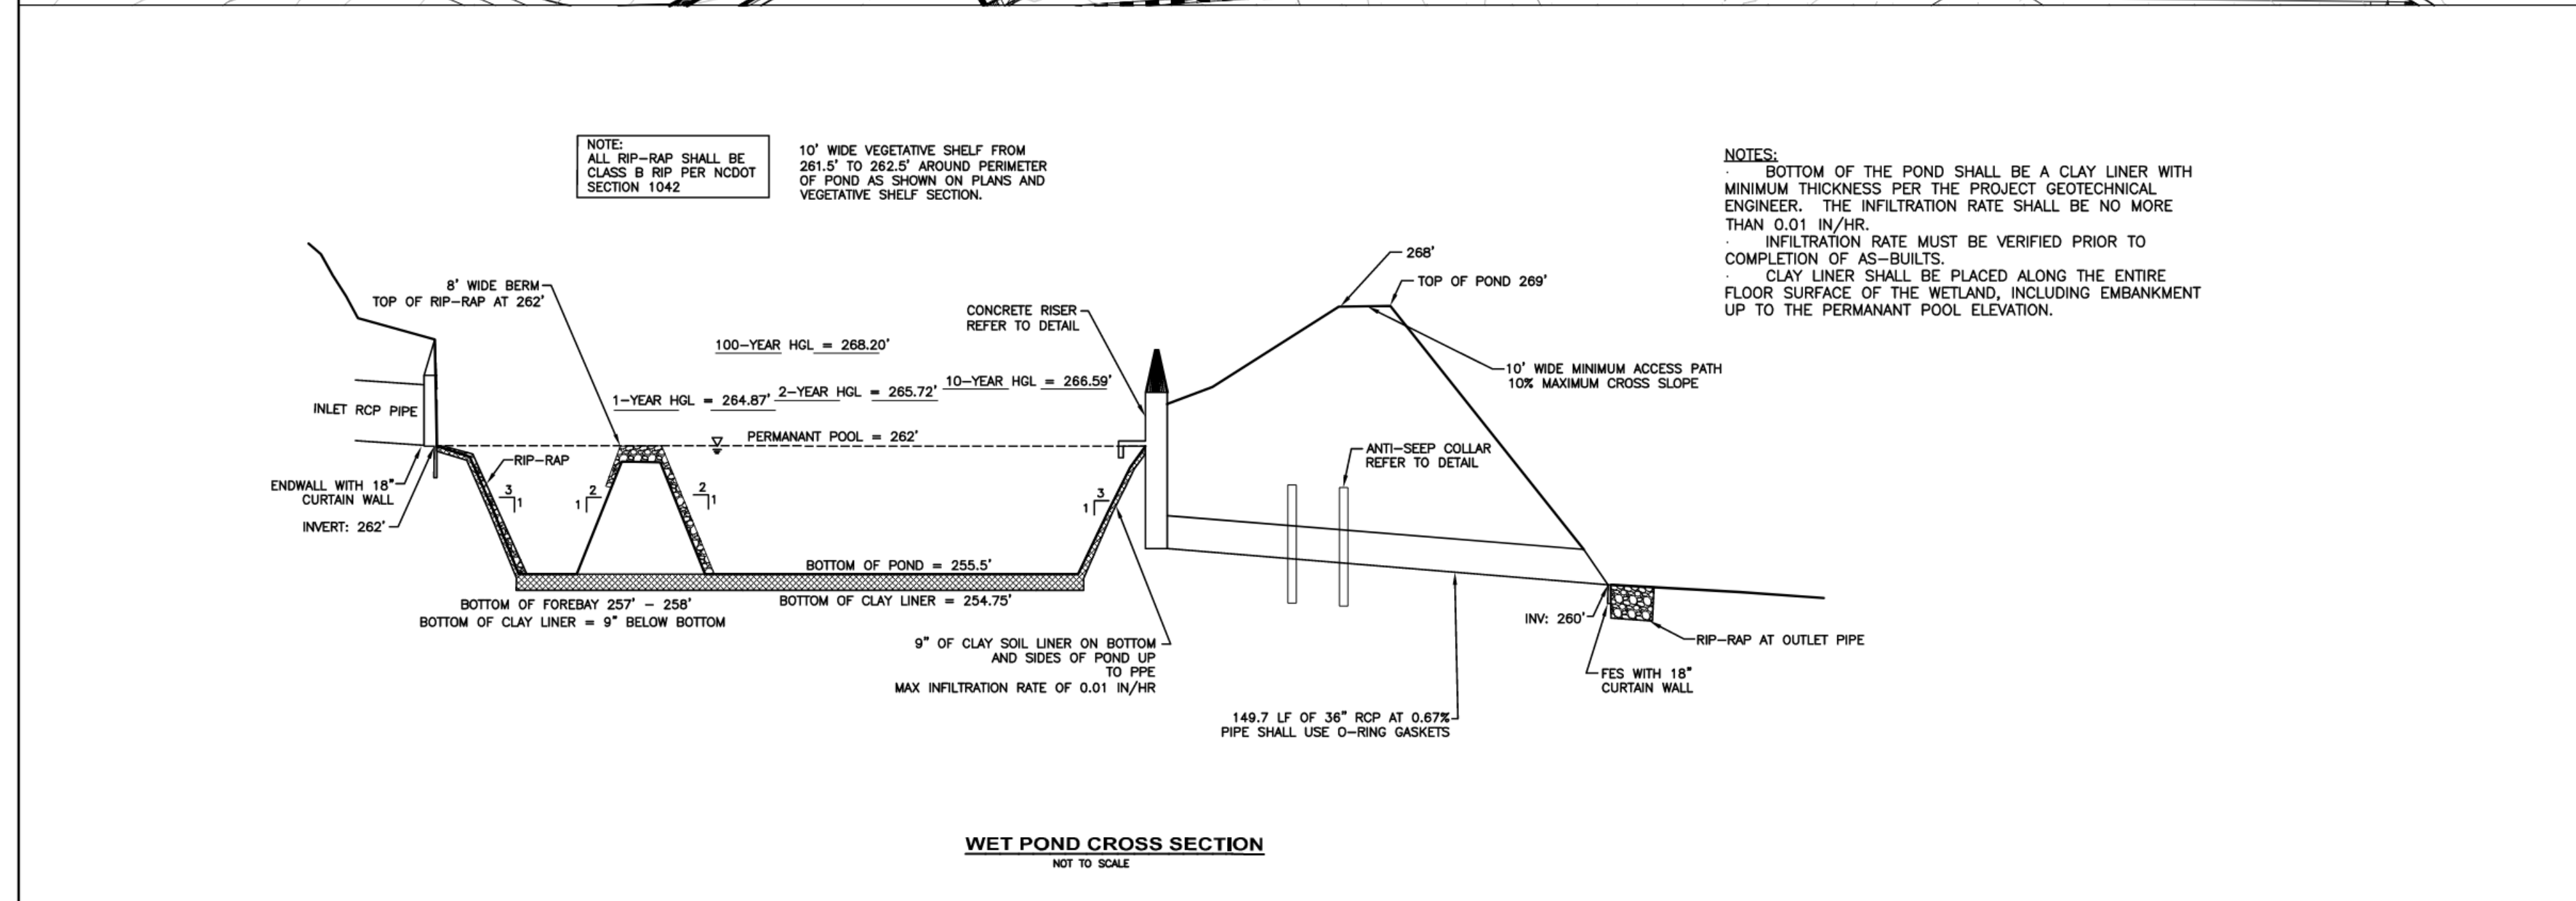 NOTE:
ALL RIP-RAP SHALL BE
CLASS B RIP PER NCDOT
SECTION 1042
10' WIDE VEGETATIVE SHELF FROM
261.5' TO 262.5' AROUND PERIMETER
OF POND AS SHOWN ON PLANS AND
VEGETATIVE SHELF SECTION.
NOTES:
· BOTTOM OF THE POND SHALL BE A CLAY LINER WITH
MINIMUM THICKNESS PER THE PROJECT GEOTECHNICAL
ENGINEER. THE INFILTRATION RATE SHALL BE NO MORE
THAN 0.01 IN/HR.
· INFILTRATION RATE MUST BE VERIFIED PRIOR TO
COMPLETION OF AS-BUILTS.
· CLAY LINER SHALL BE PLACED ALONG THE ENTIRE
FLOOR SURFACE OF THE WETLAND, INCLUDING EMBANKMENT
UP TO THE PERMANANT POOL ELEVATION.
8' WIDE BERM
TOP OF RIP-RAP AT 262'
CONCRETE RISER
REFER TO DETAIL
268'
TOP OF POND 269'
100-YEAR HGL = 268.20'
10-YEAR HGL = 266.59'
2-YEAR HGL = 265.72'
1-YEAR HGL = 264.87'
10' WIDE MINIMUM ACCESS PATH
10% MAXIMUM CROSS SLOPE
INLET RCP PIPE
PERMANANT POOL = 262'
RIP-RAP
ANTI-SEEP COLLAR
REFER TO DETAIL
ENDWALL WITH 18"
CURTAIN WALL
INVERT: 262'
3
1
2
1
2
1
3
1
BOTTOM OF POND = 255.5'
BOTTOM OF CLAY LINER = 254.75'
BOTTOM OF FOREBAY 257' - 258'
BOTTOM OF CLAY LINER = 9" BELOW BOTTOM
9" OF CLAY SOIL LINER ON BOTTOM
AND SIDES OF POND UP
TO PPE
MAX INFILTRATION RATE OF 0.01 IN/HR
INV: 260'
RIP-RAP AT OUTLET PIPE
FES WITH 18"
CURTAIN WALL
149.7 LF OF 36" RCP AT 0.67%
PIPE SHALL USE O-RING GASKETS
WET POND CROSS SECTION
NOT TO SCALE